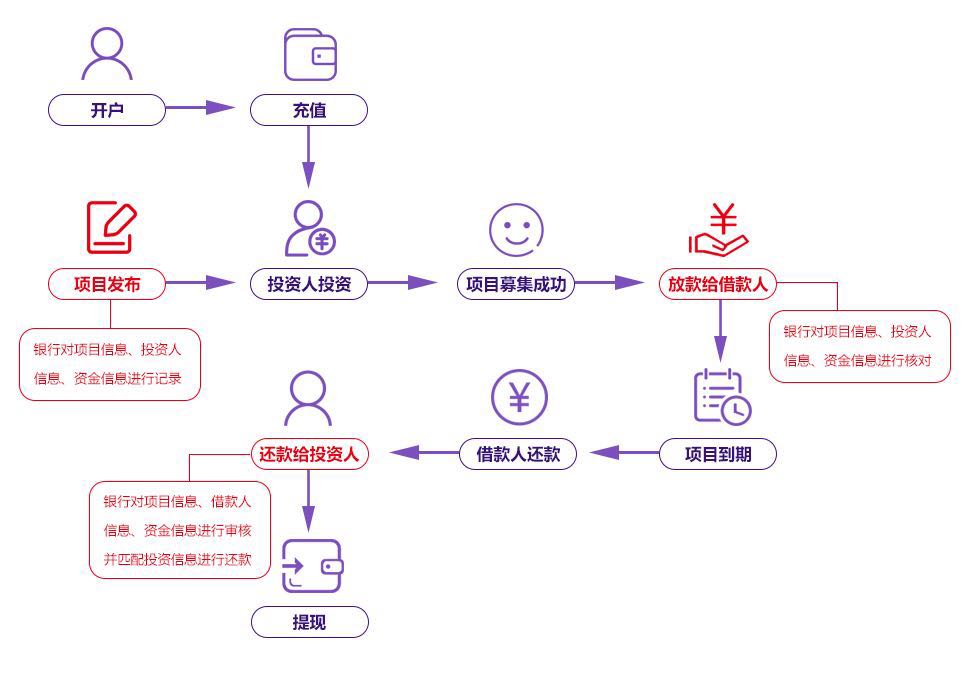 开户
充值
项目发布
投资人投资
项目募集成功
放款给借款人
银行对项目信息、投资人
信息、资金信息进行记录
银行对项目信息、投资人
信息、资金信息进行核对
还款给投资人
借款人还款
项目到期
银行对项目信息、借款人
信息、资金信息进行审核
并匹配投资信息进行还款
提现